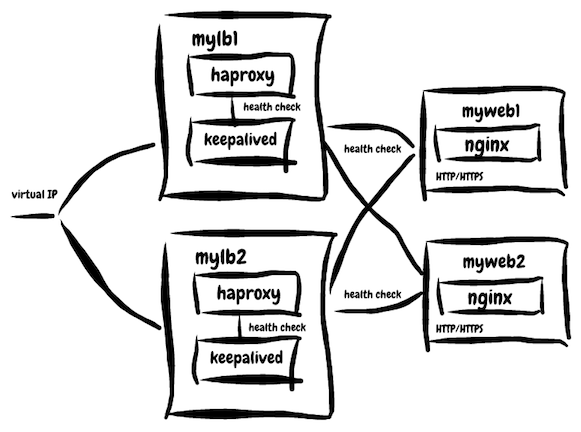 mylb1
haproxy
health check
keepalived
virtual IP
health check
myweb1
nginx
HTTP/HTTPS
mylb2
haproxy
health check
keepalived
health check
myweb2
nginx
HTTP/HTTPS